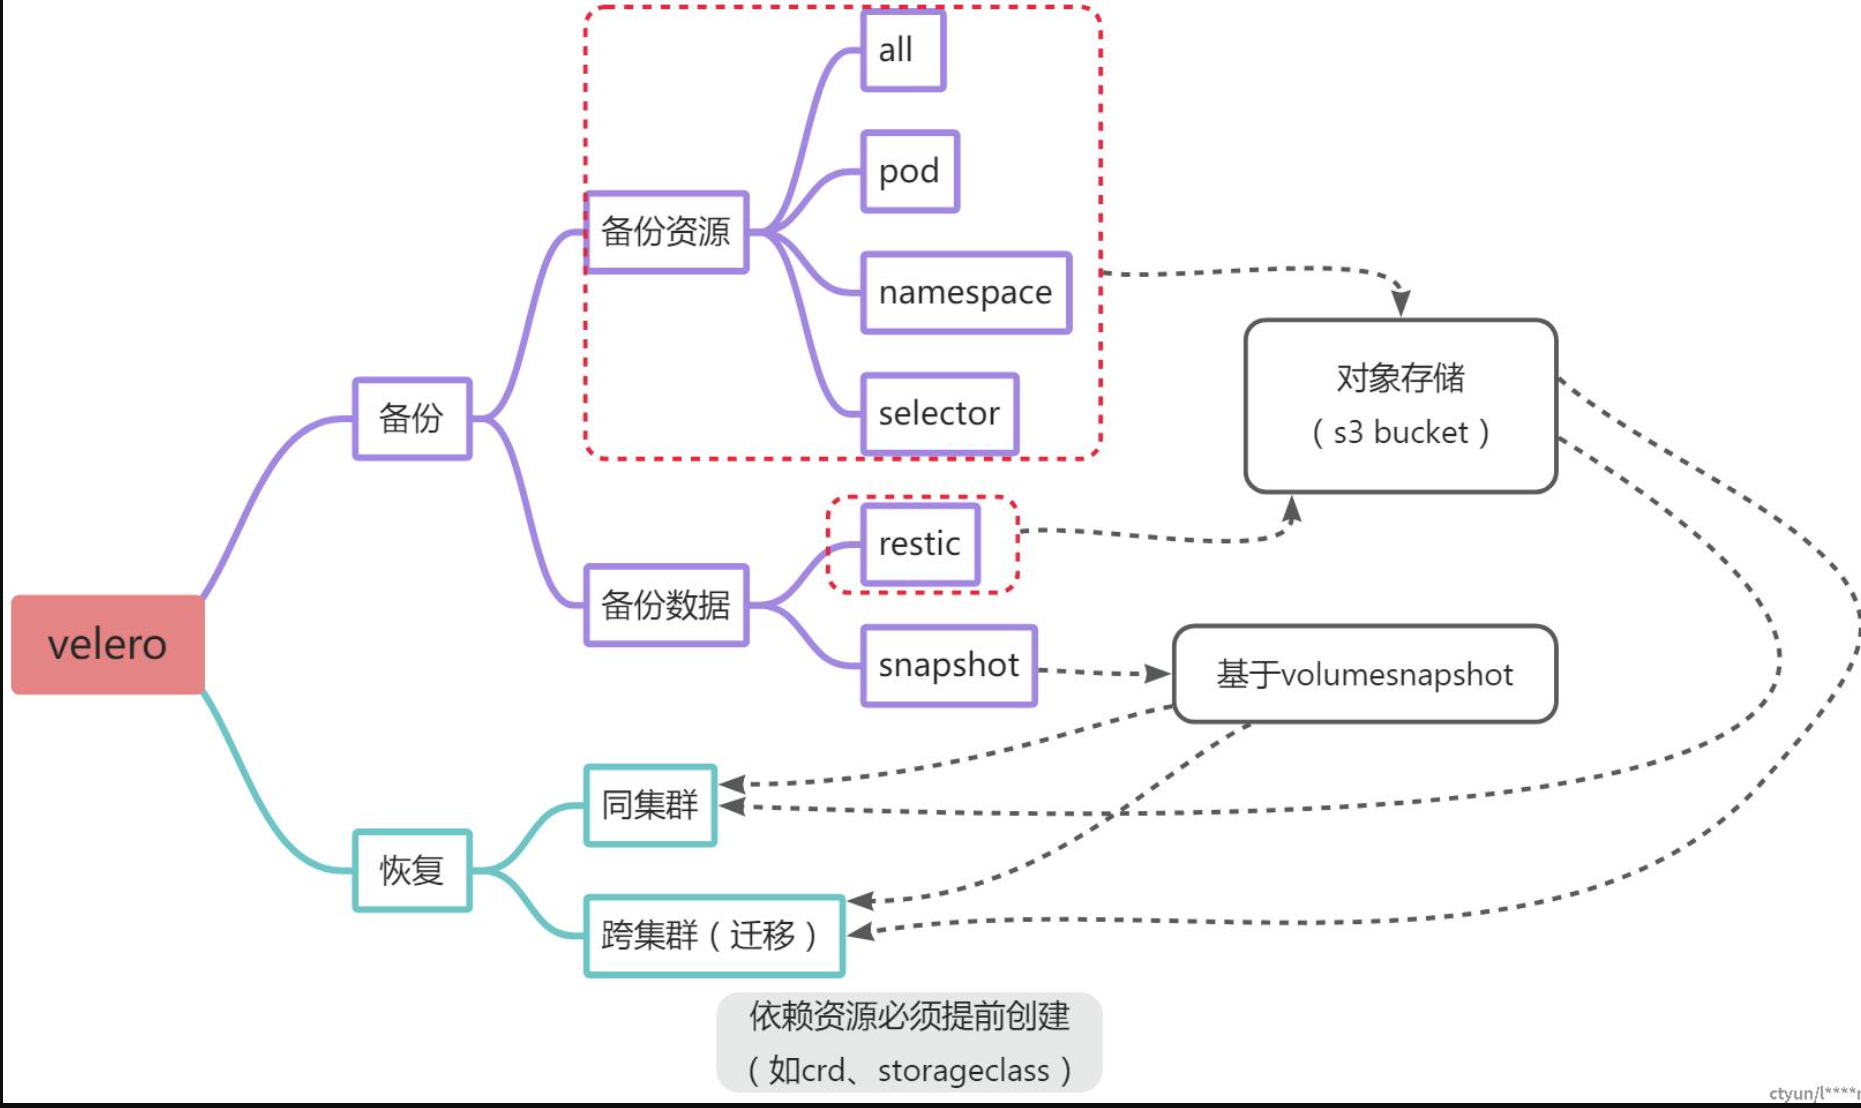 all
pod
备份资源
namespace
对象存储
（s3 bucket）
备份
selector
restic
备份数据
velero
snapshot
基于volumesnapshot
同集群
恢复
跨集群（迁移）
依赖资源必须提前创建
（如crd、storageclass）
ctyun/l****